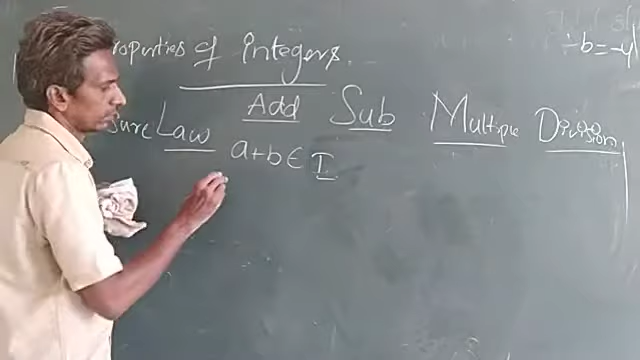 roperties of Integers.
-b=-4
Add Sub Multiple Division
sure Law a+b∈ I